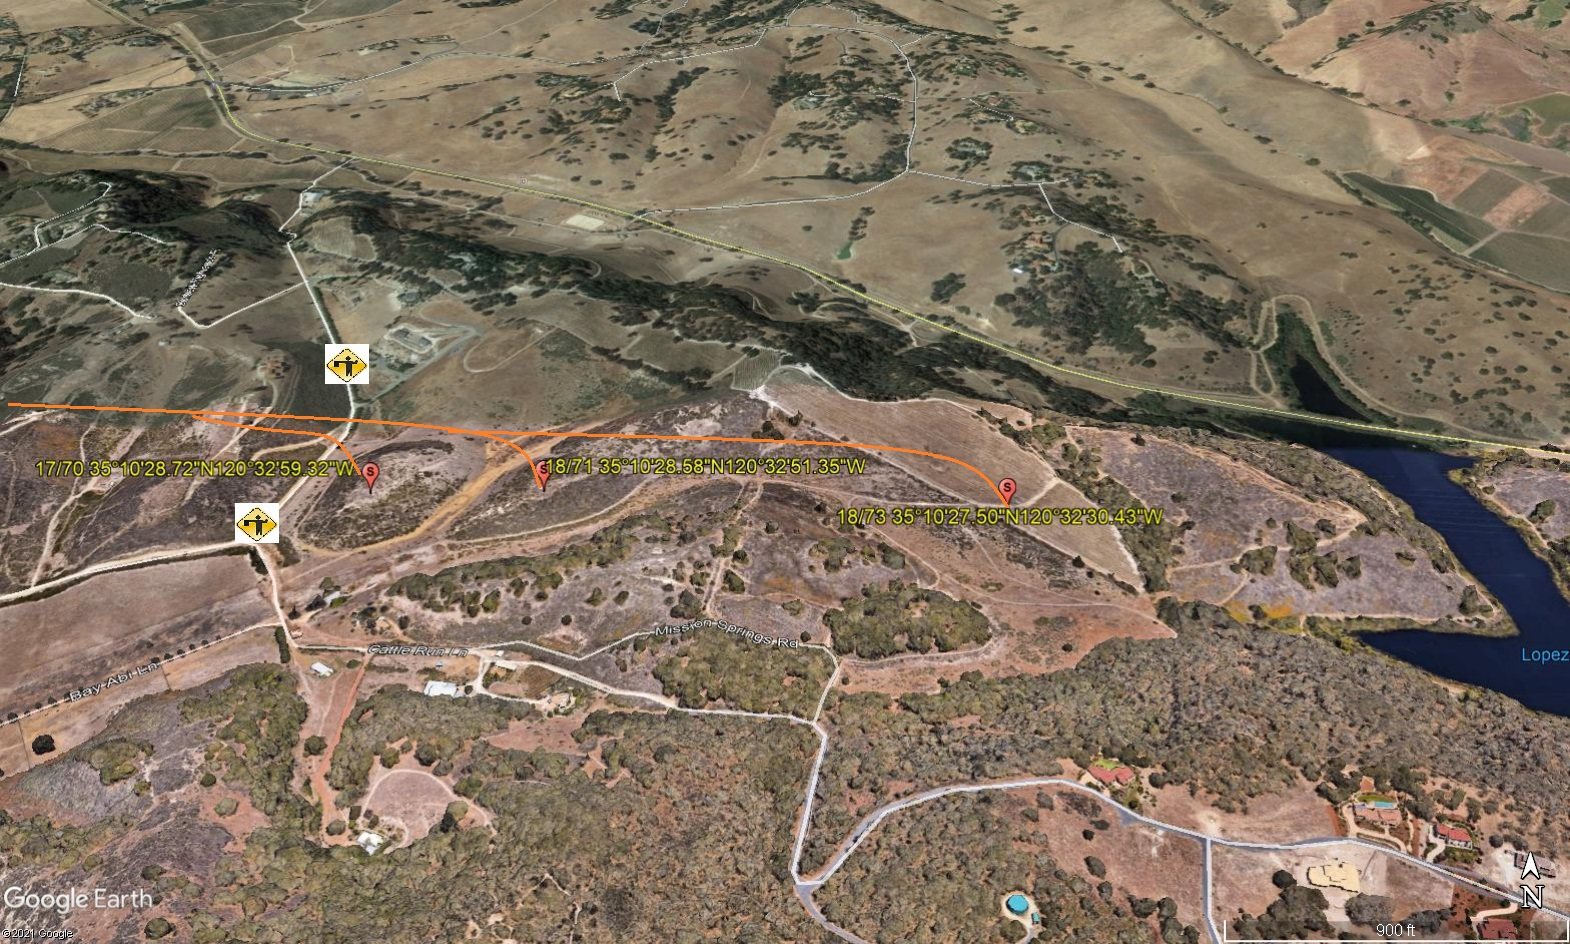 17/70 35°10'28.72"N120°32'59.32"W
18/71 35°10'28.58"N120°32'51.35"W
S
S
S
18/73 35°10'27.50"N120°32'30.43"W
Mission Springs Rd
Cattle Run Ln
Lopez
Bay Abi Ln
Google Earth
N
900 ft
©2021 Google